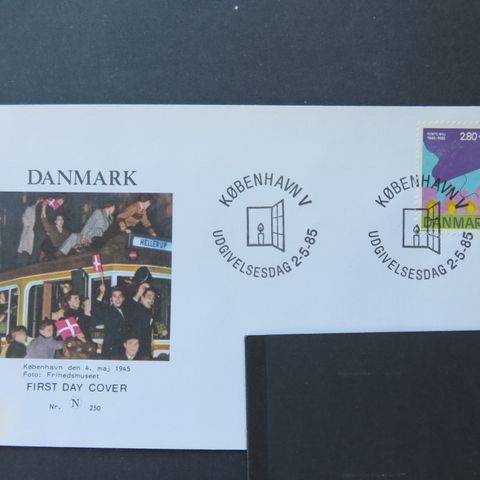 DANMARK
HELLERUP
København den 4. maj 1945
Foto: Frihedsmuseet
FIRST DAY COVER
Nr. N 250
KØBENHAVN V
UDGIVELSESDAG 2-5-85
KØBENHAVN V
UDGIVELSESDAG 2-5-85
2.80
DANMARK